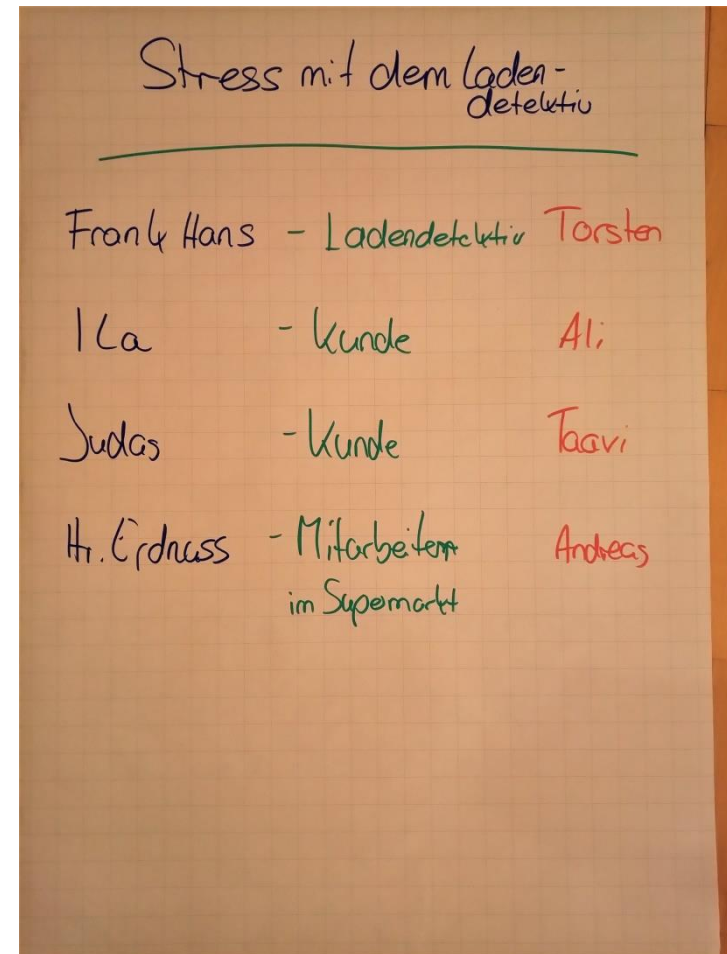 Stress mit dem Laden-
detektiv
Frank Hans - Ladendetektiv Torsten
Ila - Kunde Ali
Judas - Kunde Taavi
Hr. Erdnuss - Mitarbeiter
Andreas
im Supermarkt